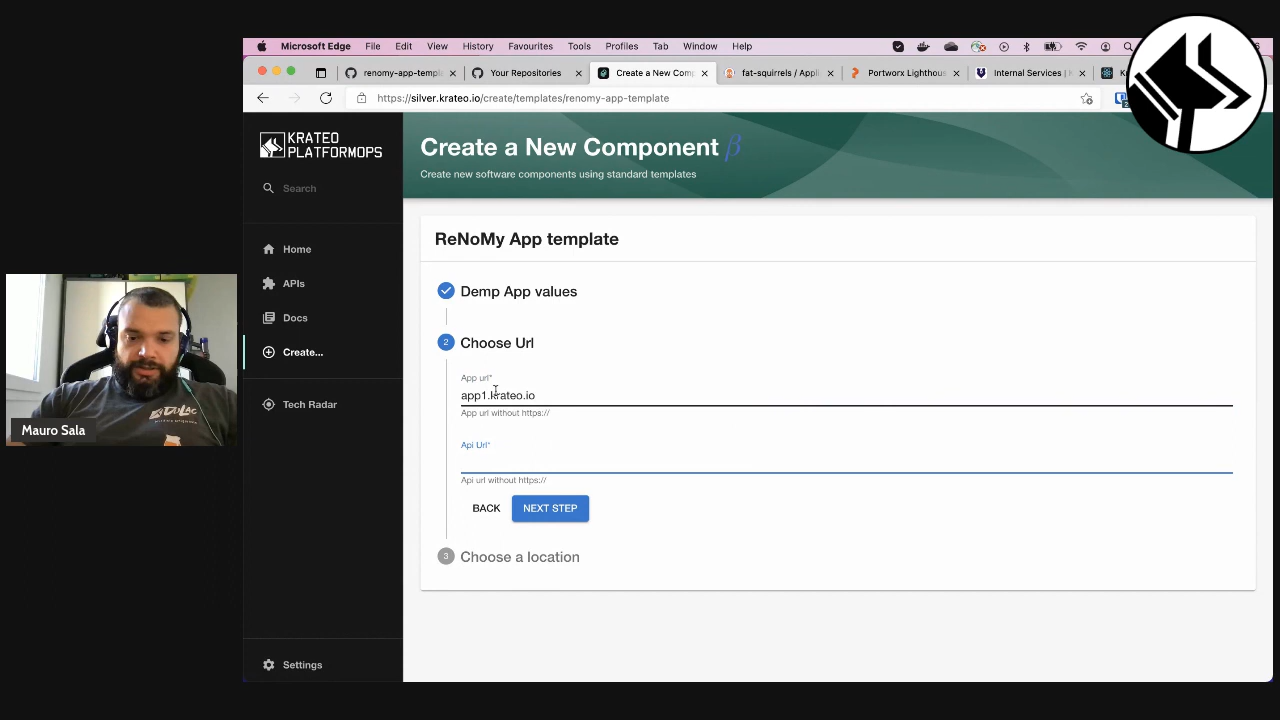 Microsoft Edge File Edit View History Favourites Tools Profiles Tab Window Help
renomy-app-templa
Your Repositories
Create a New Comp
fat-squirrels / Appli
Portworx Lighthou
Internal Services |
https://silver.krateo.io/create/templates/renomy-app-template
KRATEO
PLATFORMOPS
Search
Home
APIs
Docs
Create...
Tech Radar
Settings
Create a New Component β
Create new software components using standard templates
ReNoMy App template
Demp App values
2 Choose Url
App url*
app1.krateo.io
App url without https://
Api Url*
Api url without https://
BACK
NEXT STEP
3 Choose a location
Mauro Sala